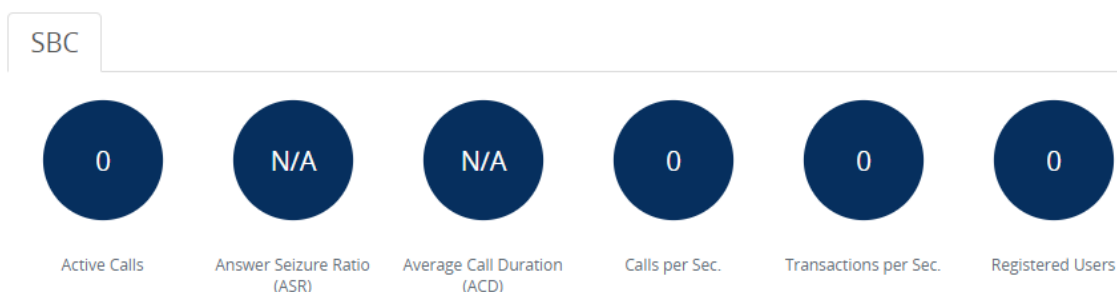 SBC
0
N/A
N/A
0
0
0
Active Calls
Answer Seizure Ratio
(ASR)
Average Call Duration
(ACD)
Calls per Sec.
Transactions per Sec.
Registered Users